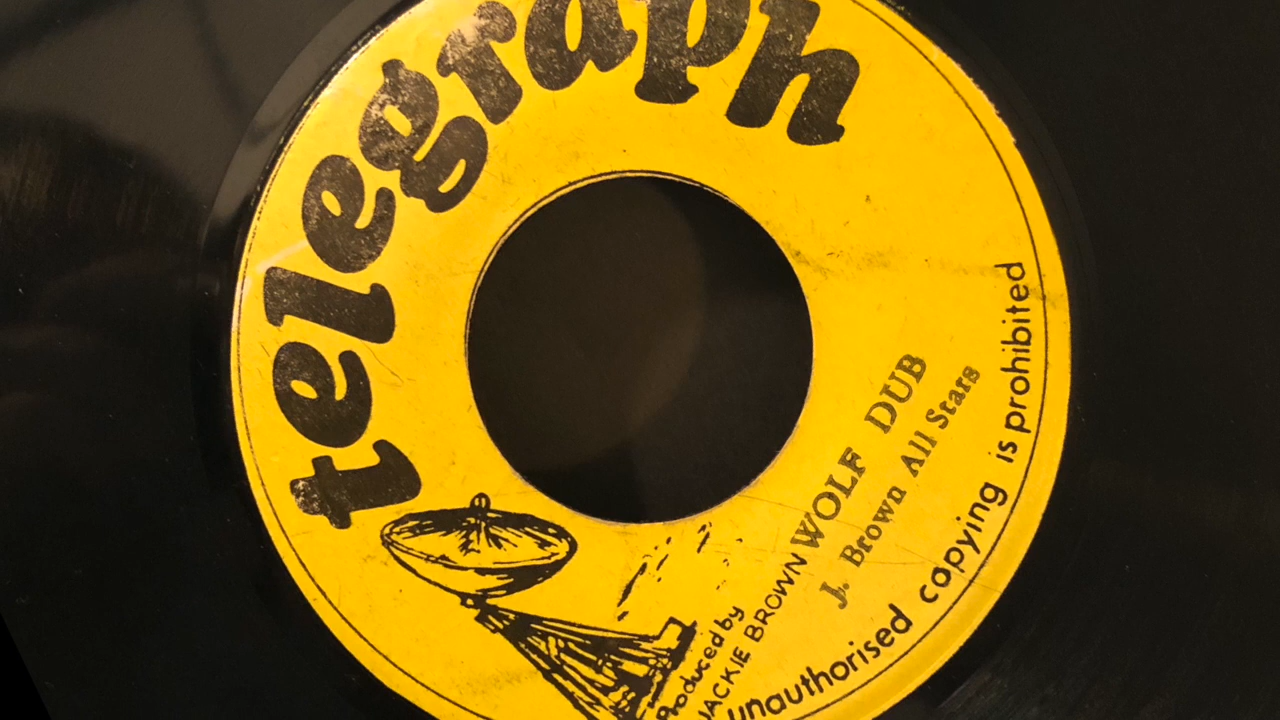 telegraph
WOLF DUB
J. Brown All Stars
Produced by
JACKIE BROWN
unauthorised copying is prohibited